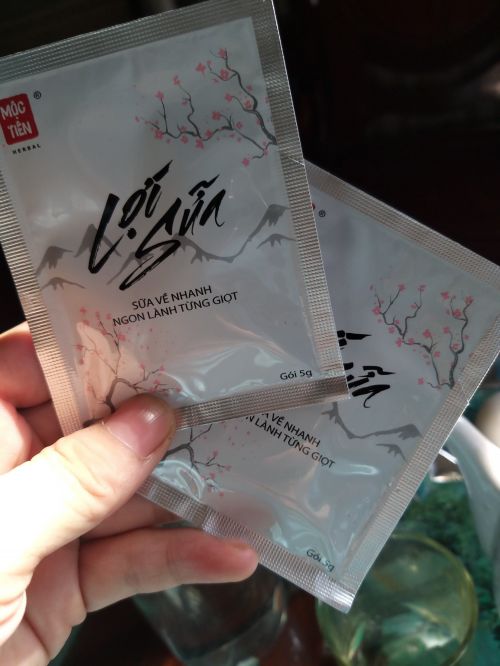 MỘC
TIÊN
®
HERBAL
Lợi
Sữa
SỮA VỀ NHANH
NGON LÀNH TỪNG GIỌT
Gói 5g
®
SỮA VỀ NHANH
NGON LÀNH TỪNG GIỌT
Gói 5g